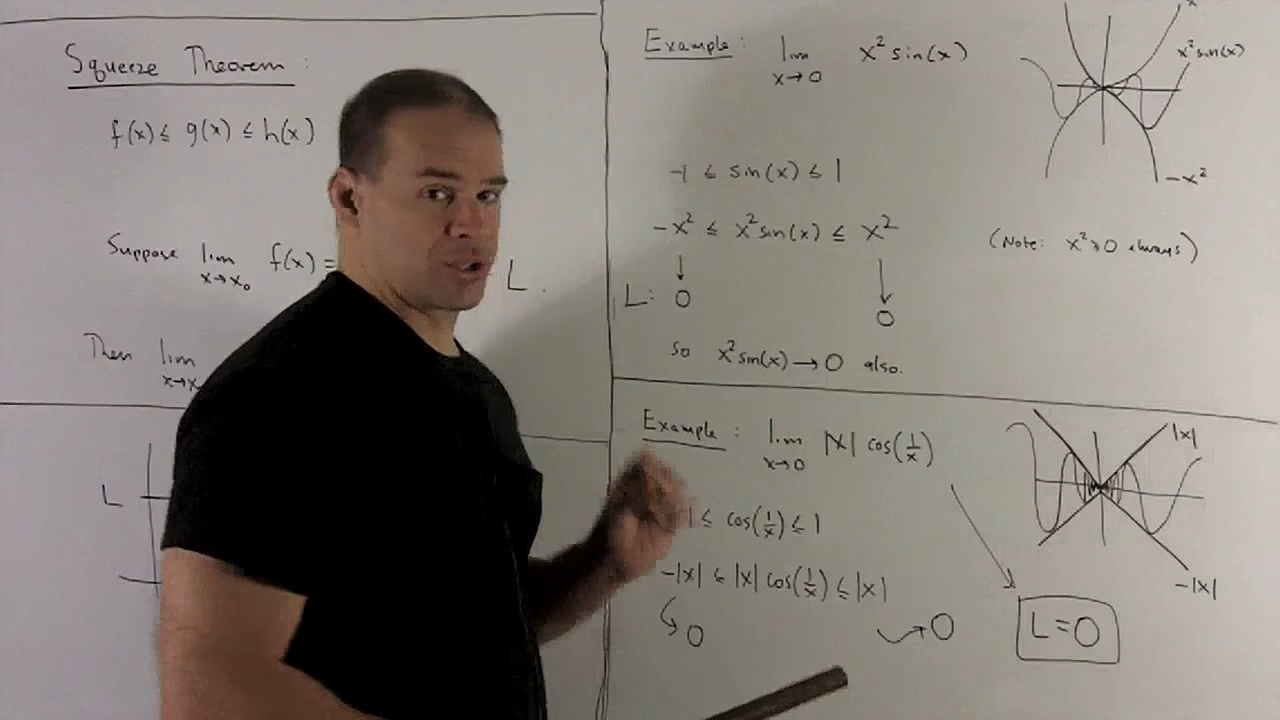 Squeeze Theorem:
f(x) ≤ g(x) ≤ h(x)
Suppose lim f(x) =
x→x₀
L.
Then lim
x→x
L
Example: lim x² sin(x)
x→0
-1 ≤ sin(x) ≤ 1
-x² ≤ x² sin(x) ≤ x²
(Note: x² ≥ 0 always)
L: 0
0
so x² sin(x) → 0 also.
x
x² sin(x)
-x²
Example: lim |x| cos(1/x)
x→0
1 ≤ cos(1/x) ≤ 1
-|x| ≤ |x| cos(1/x) ≤ |x|
0
0
L=0
|x|
-|x|